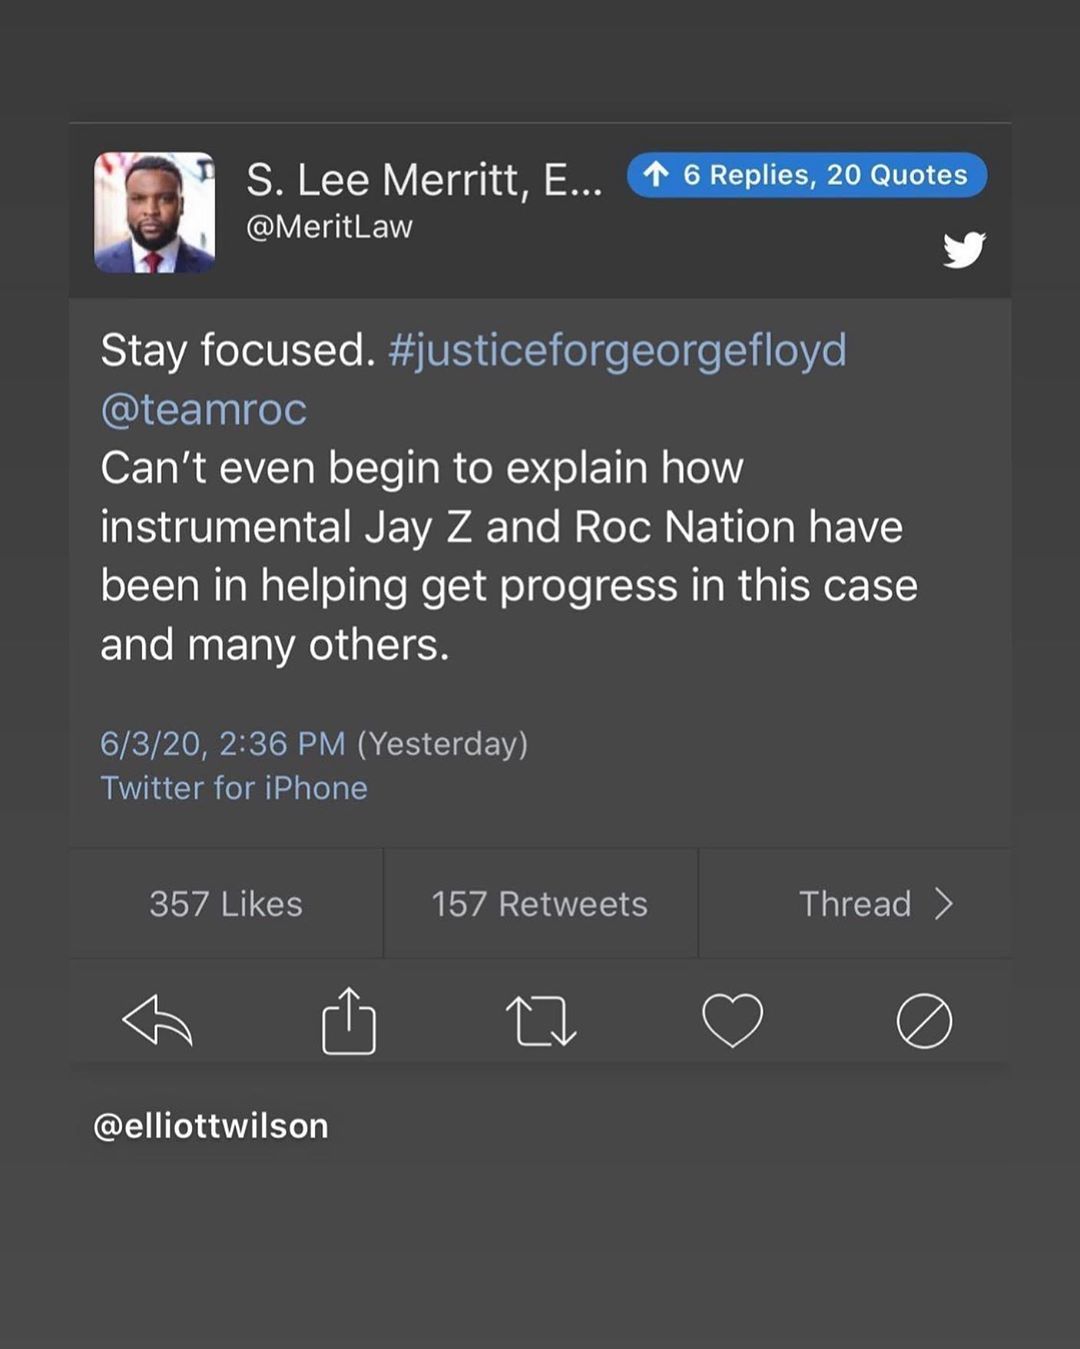 S. Lee Merritt, E...
6 Replies, 20 Quotes
@MeritLaw
Stay focused. #justiceforgeorgefloyd
@teamroc
Can’t even begin to explain how
instrumental Jay Z and Roc Nation have
been in helping get progress in this case
and many others.
6/3/20, 2:36 PM (Yesterday)
Twitter for iPhone
357 Likes
157 Retweets
Thread
@elliottwilson